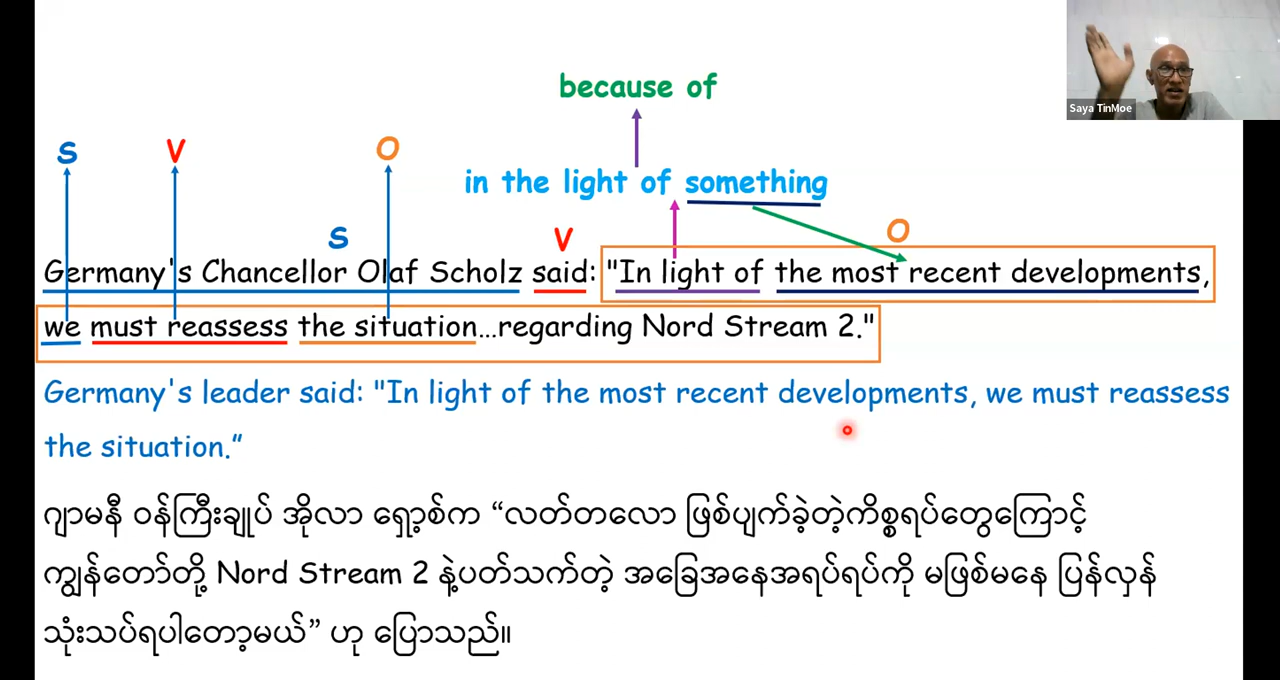 Saya TinMoe
because of
S V O
in the light of something
S V O
Germany's Chancellor Olaf Scholz said: "In light of the most recent developments,
we must reassess the situation...regarding Nord Stream 2."
Germany's leader said: "In light of the most recent developments, we must reassess
the situation.”
ဂျာမနီ ဝန်ကြီးချုပ် အိုလာ ရှော့စ်က “လတ်တလော ဖြစ်ပျက်ခဲ့တဲ့ကိစ္စရပ်တွေကြောင့်
ကျွန်တော်တို့ Nord Stream 2 နဲ့ပတ်သက်တဲ့ အခြေအနေအရပ်ရပ်ကို မဖြစ်မနေ ပြန်လှန်
သုံးသပ်ရပါတော့မယ်” ဟု ပြောသည်။